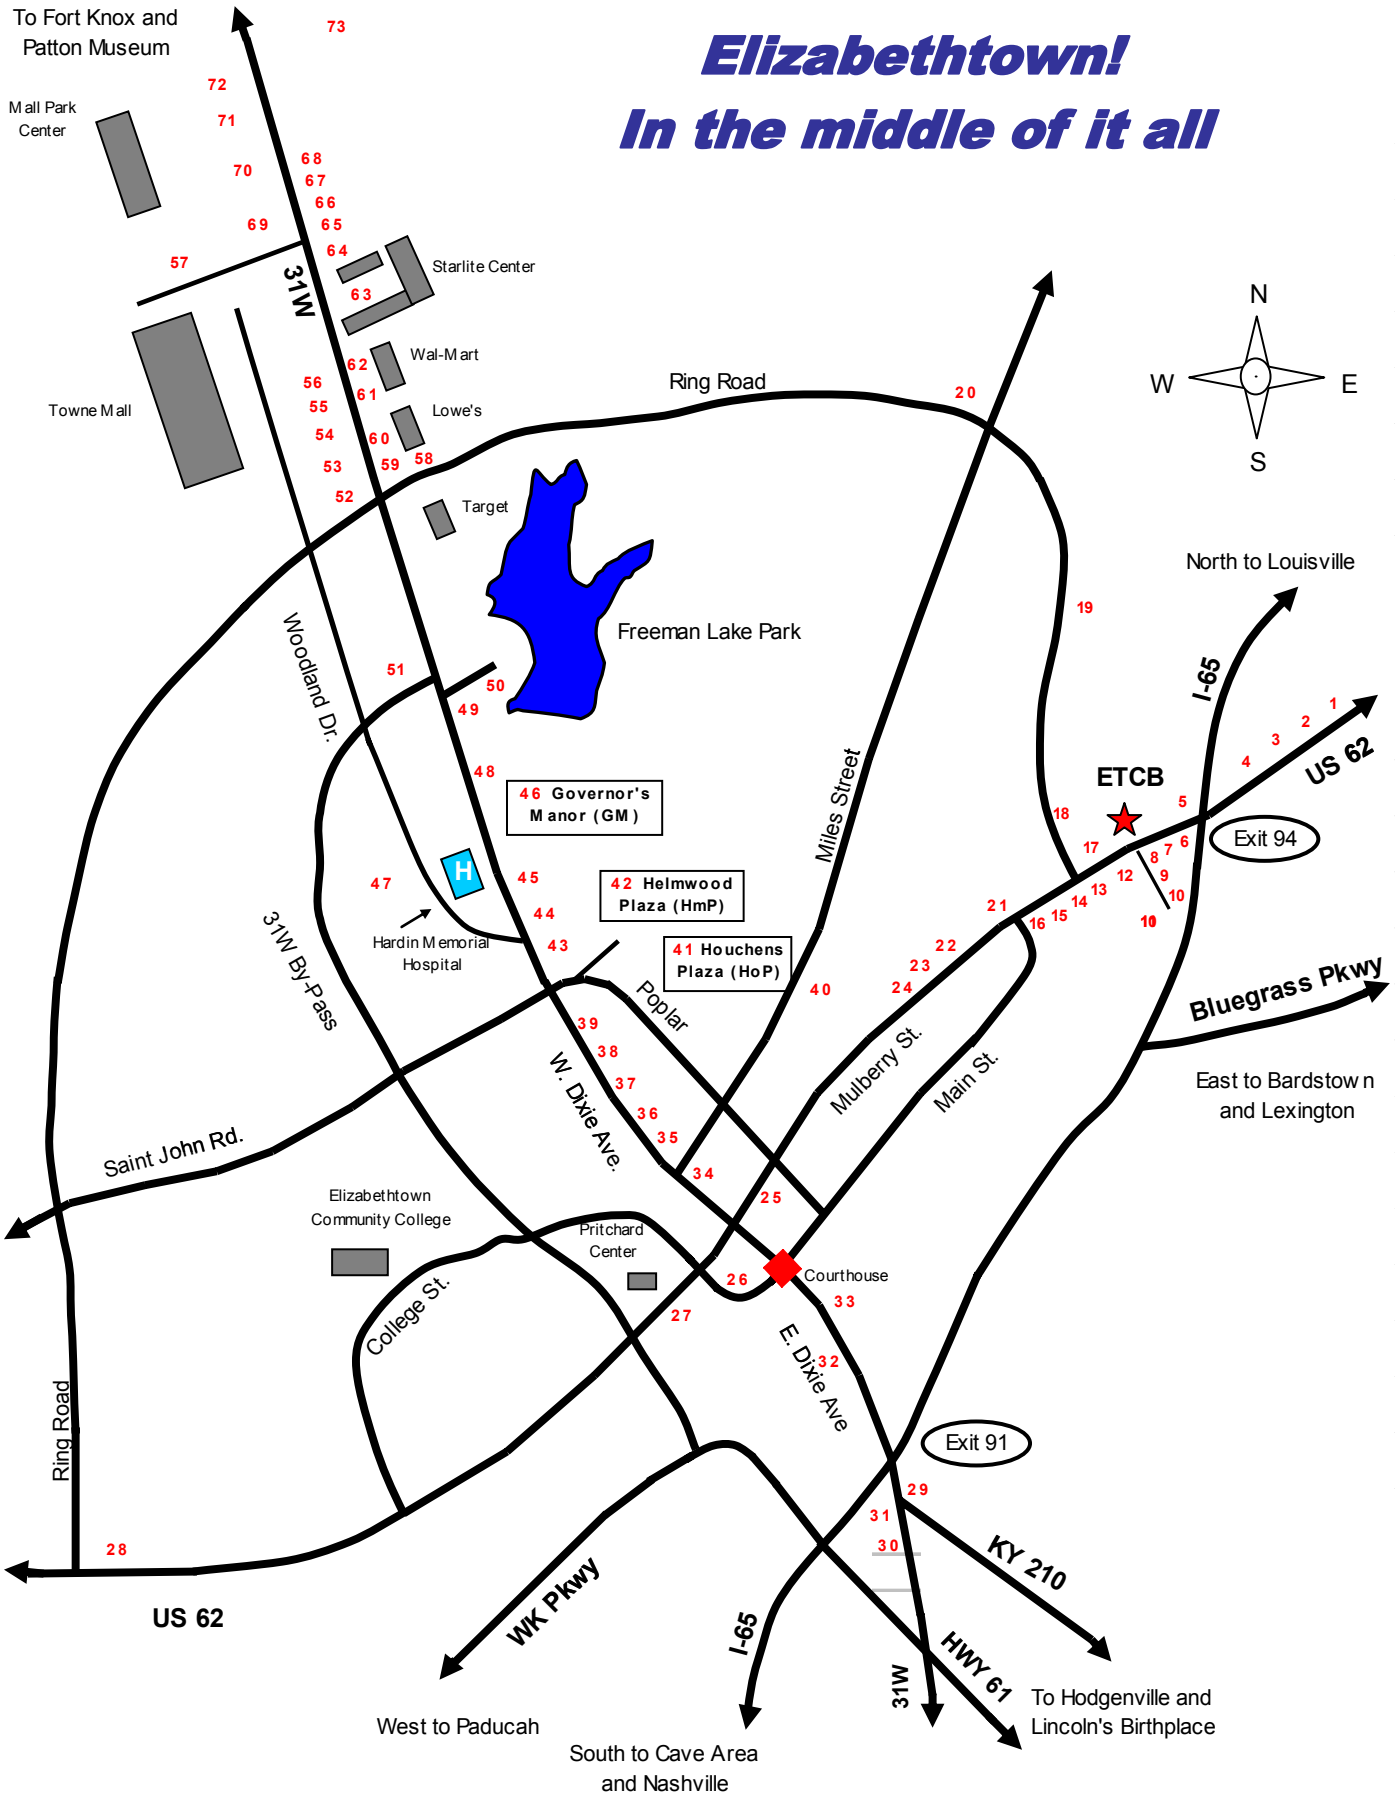 To Fort Knox and
Patton Museum
73
Elizabethtown!
In the middle of it all
72
Mall Park
Center
71
68
70
67
66
69
65
64
57
Starlite Center
31W
63
N
W
E
S
62
Wal-Mart
56
61
Ring Road
20
55
Towne Mall
Lowe's
54
60
53
59
58
52
Target
North to Louisville
19
Woodland Dr.
Freeman Lake Park
51
50
49
I-65
1
2
3
4
US 62
48
ETCB
46 Governor's
Manor (GM)
Miles Street
5
18
17
6
7
8
Exit 94
H
47
45
42 Helmwood
Plaza (HmP)
9
12
13
10
14
21
15
16
10
11
44
43
31W By-Pass
Hardin Memorial
Hospital
41 Houchens
Plaza (HoP)
22
23
24
40
Poplar
Bluegrass Pkwy
39
38
W. Dixie Ave.
37
Mulberry St.
Main St.
East to Bardstown
and Lexington
36
35
Saint John Rd.
34
25
Elizabethtown
Community College
Pritchard
Center
26
Courthouse
33
27
College St.
E. Dixie Ave
32
Ring Road
Exit 91
29
31
30
28
KY 210
US 62
WK Pkwy
I-65
31W
HWY 61
To Hodgenville and
Lincoln's Birthplace
West to Paducah
South to Cave Area
and Nashville